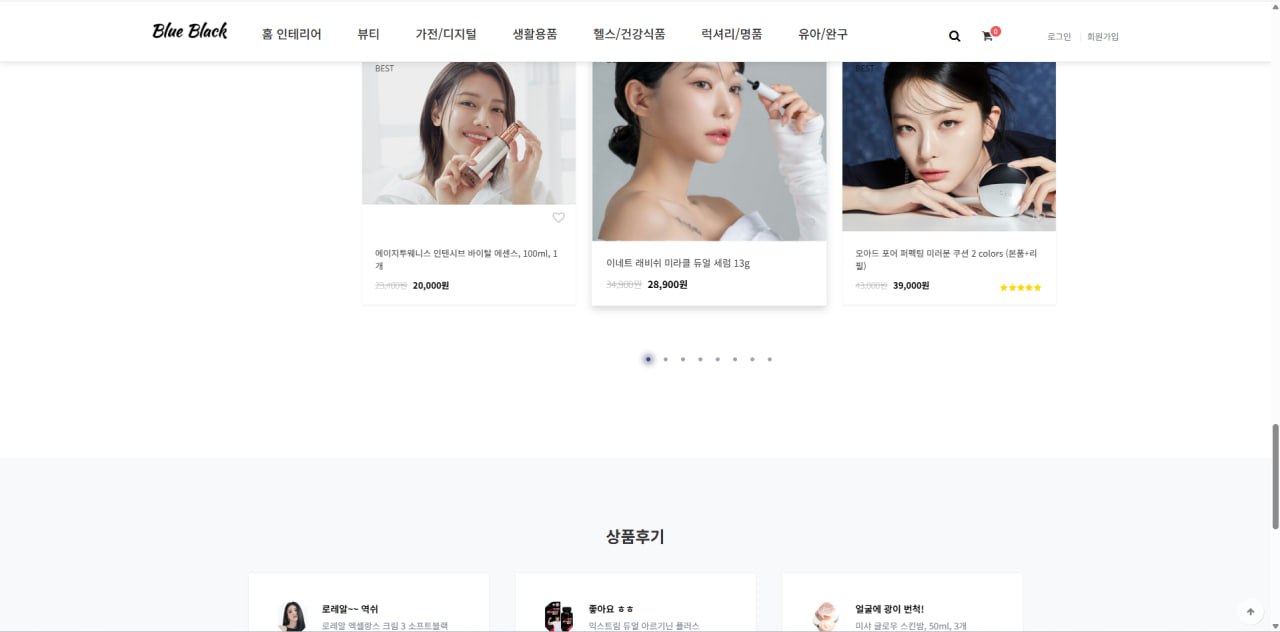 Blue Black
홈 인테리어
뷰티
가전/디지털
생활용품
헬스/건강식품
럭셔리/명품
유아/완구
0
로그인
회원가입
BEST
BEST
에이지투웨니스 인텐시브 바이탈 에센스, 100ml, 1
개
23,400원 20,000원
이네트 래비쉬 미라클 듀얼 세럼 13g
34,900원 28,900원
오아드 포어 퍼펙팅 미러분 쿠션 2 colors (본품+리
필)
43,000원 39,000원
상품후기
로레알~~ 역쉬
로레알 엑셀랑스 크림 3 소프트블랙
좋아요 ㅎㅎ
익스트림 듀얼 아르기닌 플러스
얼굴에 광이 번척!
미샤 글로우 스킨밤, 50ml, 3개